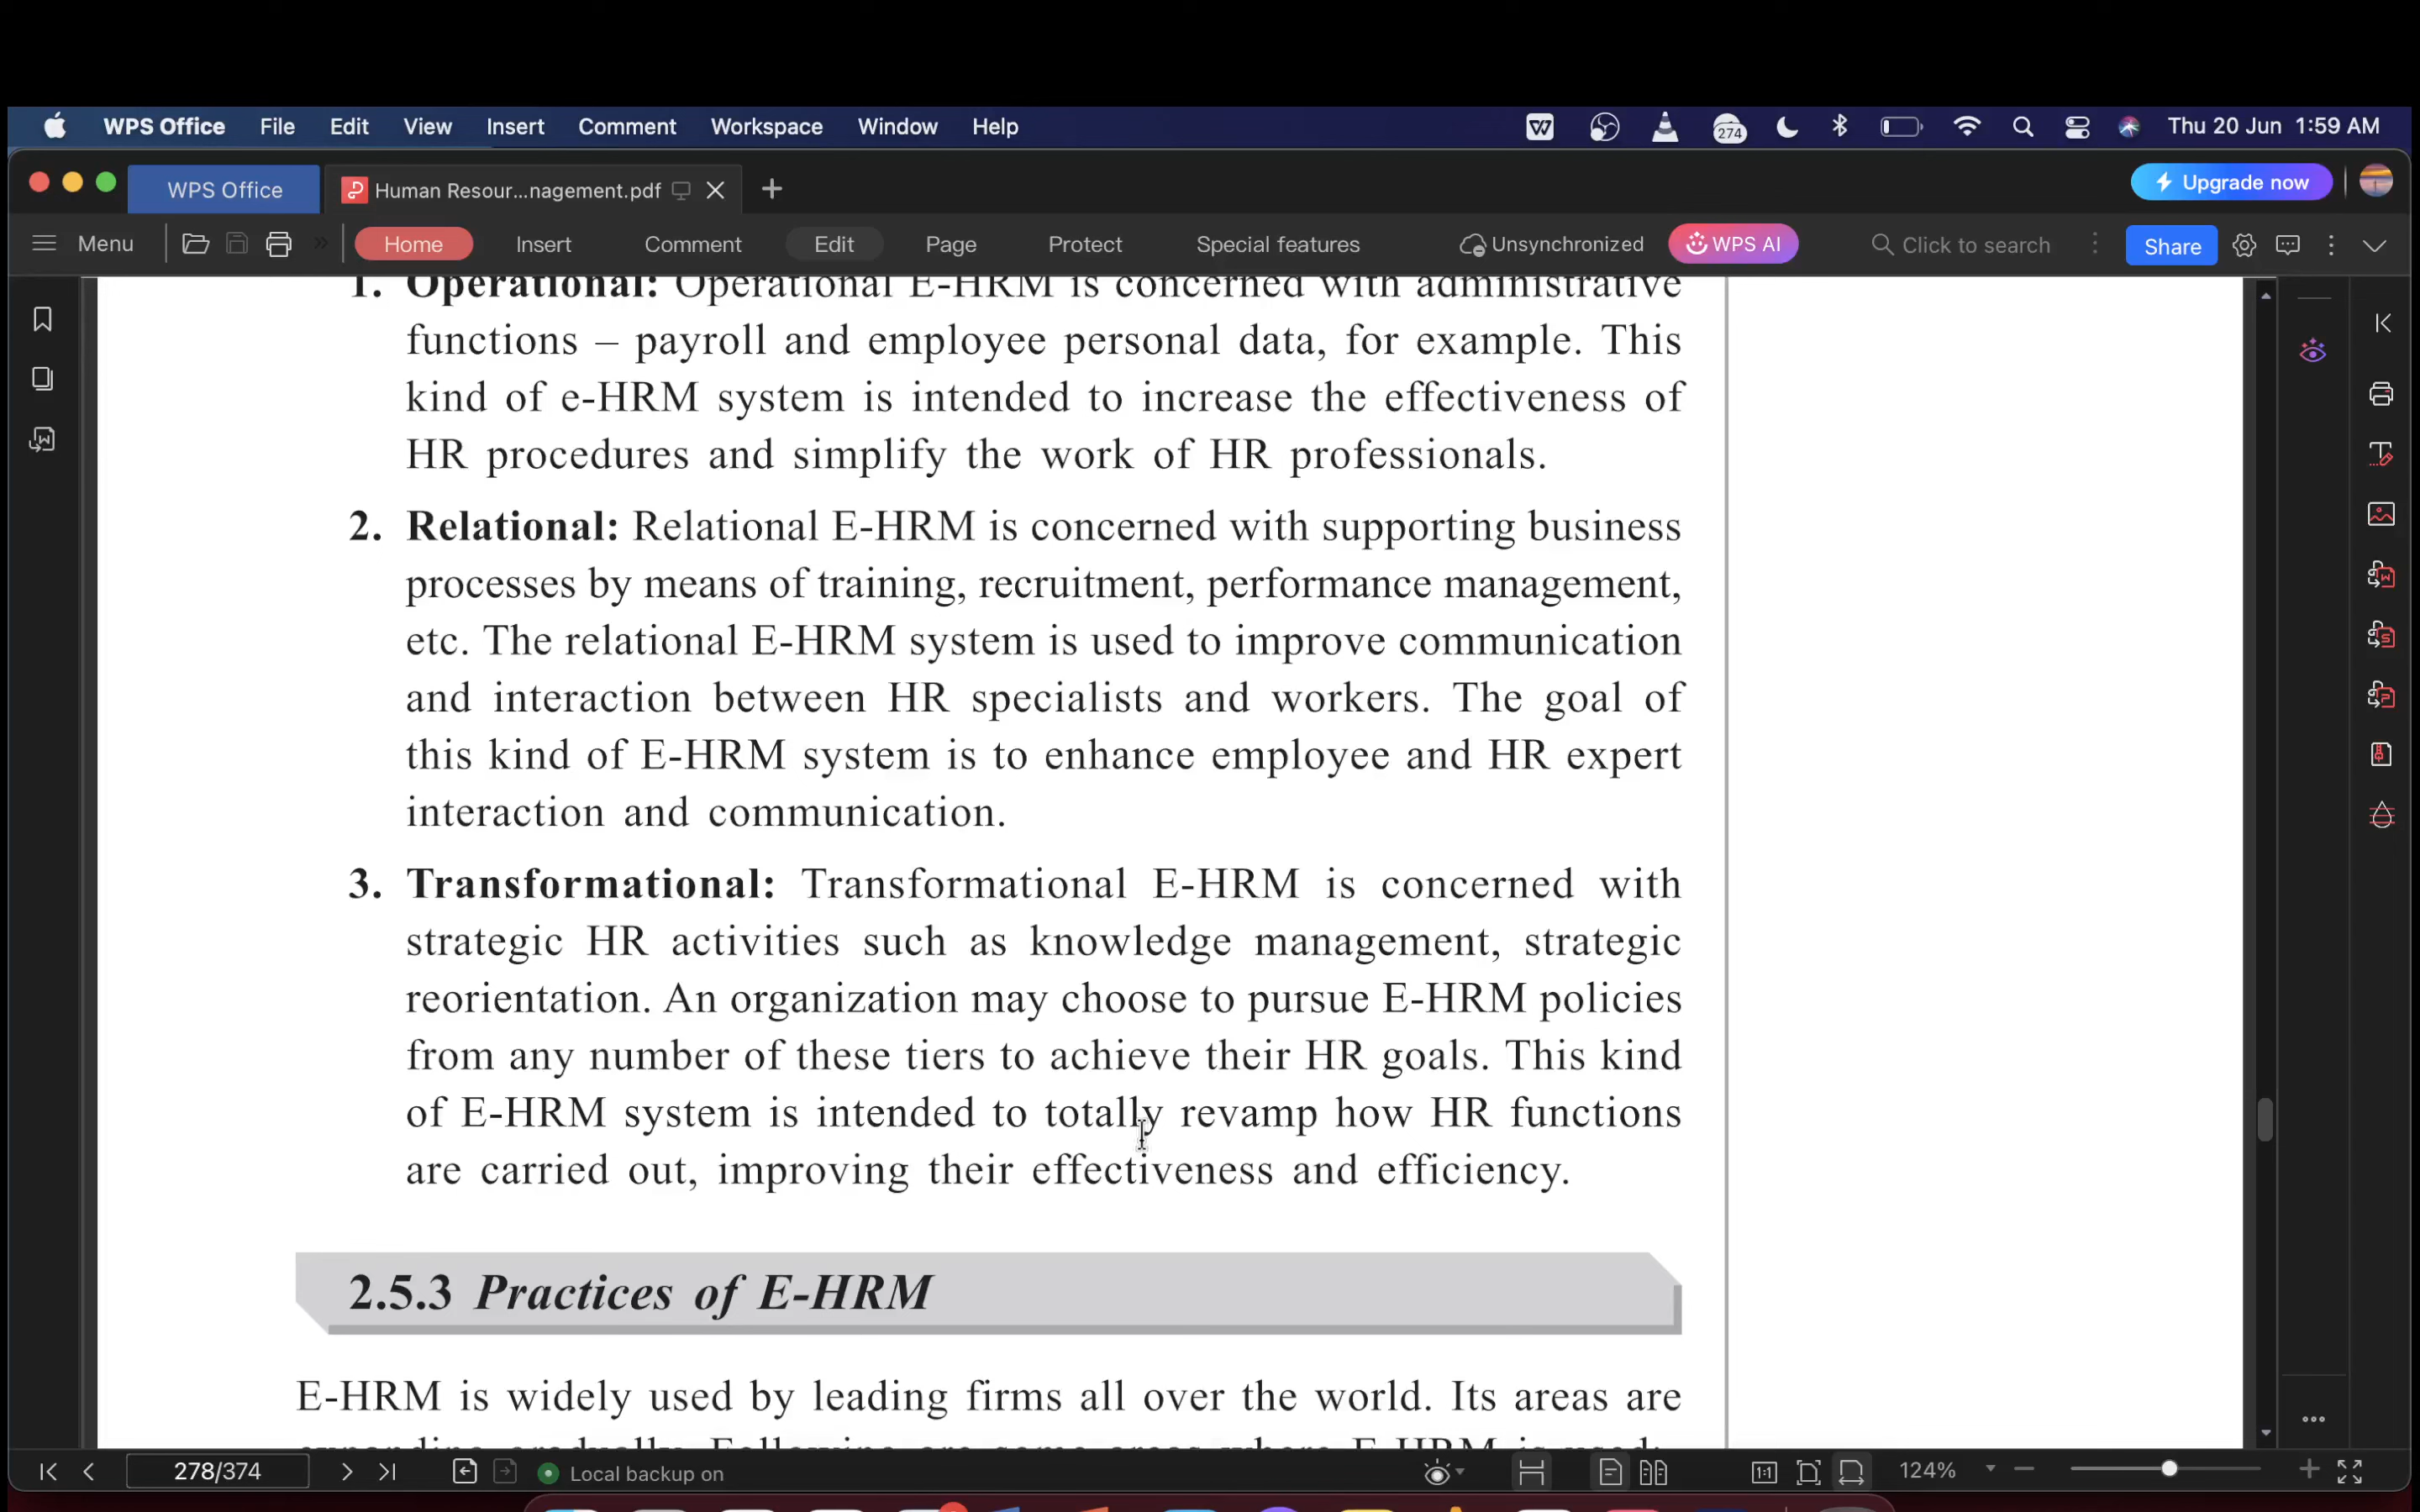 WPS Office File Edit View Insert Comment Workspace Window Help 274 Thu 20 Jun 1:59 AM
WPS Office Human Resour...nagement.pdf Upgrade now
Menu Home Insert Comment Edit Page Protect Special features Unsynchronized WPS AI Click to search Share
1. Operational: Operational E-HRM is concerned with administrative
functions – payroll and employee personal data, for example. This
kind of e-HRM system is intended to increase the effectiveness of
HR procedures and simplify the work of HR professionals.
2. Relational: Relational E-HRM is concerned with supporting business
processes by means of training, recruitment, performance management,
etc. The relational E-HRM system is used to improve communication
and interaction between HR specialists and workers. The goal of
this kind of E-HRM system is to enhance employee and HR expert
interaction and communication.
3. Transformational: Transformational E-HRM is concerned with
strategic HR activities such as knowledge management, strategic
reorientation. An organization may choose to pursue E-HRM policies
from any number of these tiers to achieve their HR goals. This kind
of E-HRM system is intended to totally revamp how HR functions
are carried out, improving their effectiveness and efficiency.
2.5.3 Practices of E-HRM
E-HRM is widely used by leading firms all over the world. Its areas are
expanding gradually. Following are some areas where E-HRM is used:
278/374 Local backup on 124%